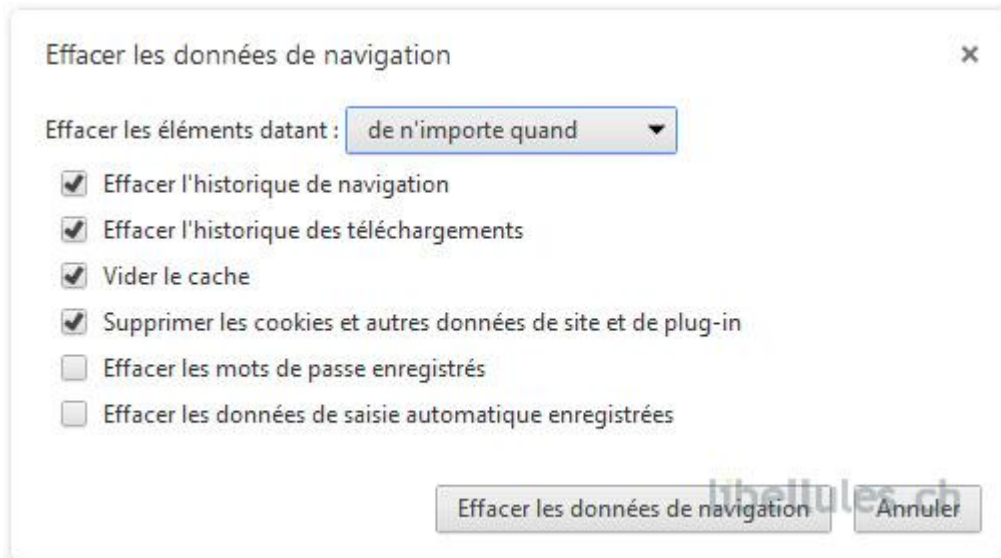 Effacer les données de navigation
Effacer les éléments datant : de n'importe quand
Effacer l'historique de navigation
Effacer l'historique des téléchargements
Vider le cache
Supprimer les cookies et autres données de site et de plug-in
Effacer les mots de passe enregistrés
Effacer les données de saisie automatique enregistrées
libellules.ch
Effacer les données de navigation Annuler